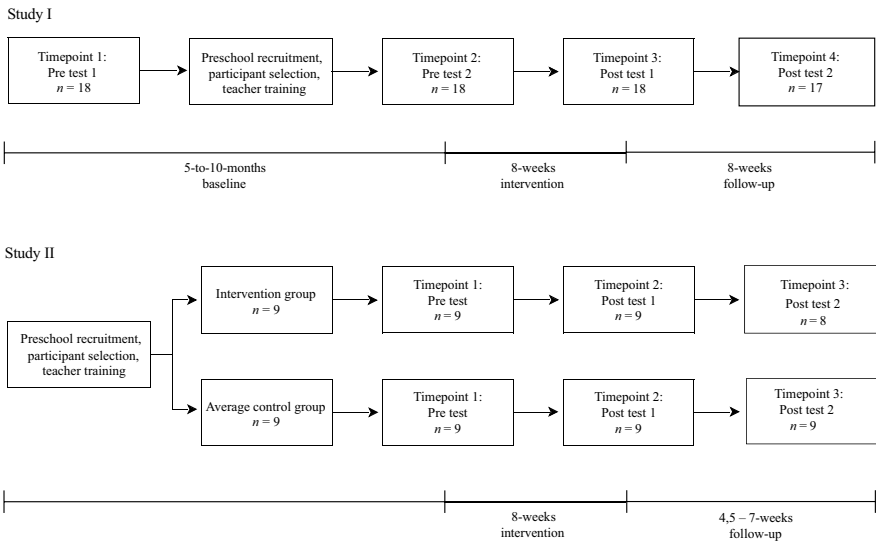 Study I
Timepoint 1:
Pre test 1
n = 18
Preschool recruitment,
participant selection,
teacher training
Timepoint 2:
Pre test 2
n = 18
Timepoint 3:
Post test 1
n = 18
Timepoint 4:
Post test 2
n = 17
5-to-10-months
baseline
8-weeks
intervention
8-weeks
follow-up
Study II
Preschool recruitment,
participant selection,
teacher training
Intervention group
n = 9
Timepoint 1:
Pre test
n = 9
Timepoint 2:
Post test 1
n = 9
Timepoint 3:
Post test 2
n = 8
Average control group
n = 9
Timepoint 1:
Pre test
n = 9
Timepoint 2:
Post test 1
n = 9
Timepoint 3:
Post test 2
n = 9
8-weeks
intervention
4,5 – 7-weeks
follow-up